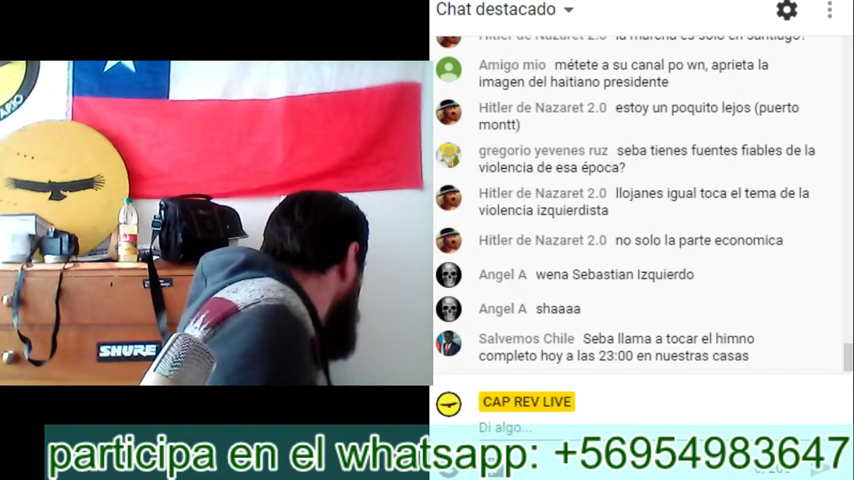 Chat destacado
Hitler de Nazaret 2.0 la marcha es solo en santiago?
Amigo mio métete a su canal po wn, aprieta la
imagen del haitiano presidente
Hitler de Nazaret 2.0 estoy un poquito lejos (puerto
montt)
gregorio yevenes ruz seba tienes fuentes fiables de la
violencia de esa época?
Hitler de Nazaret 2.0 llojanes igual toca el tema de la
violencia izquierdista
Hitler de Nazaret 2.0 no solo la parte economica
Angel A wena Sebastian Izquierdo
Angel A shaaaa
Salvemos Chile Seba llama a tocar el himno
completo hoy a las 23:00 en nuestras casas
CAP REV LIVE
Di algo...
SHURE
participa en el whatsapp: +56954983647